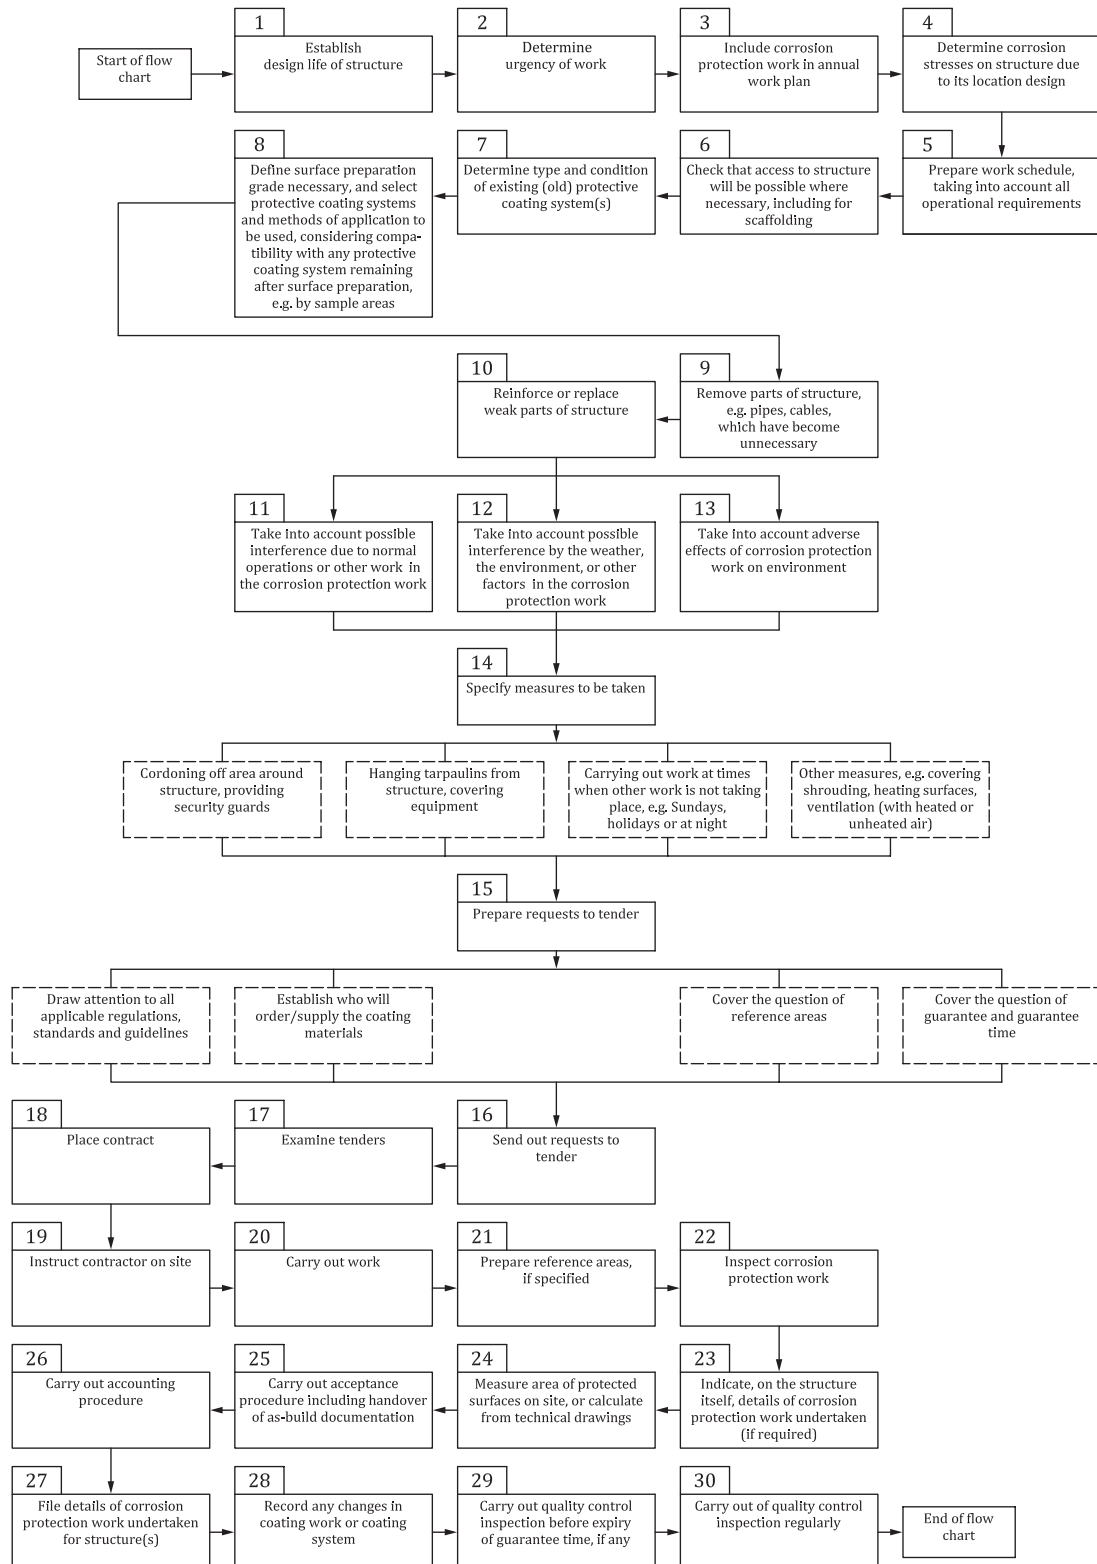 Start of flow
chart
1
Establish
design life of structure
2
Determine
urgency of work
3
Include corrosion
protection work in annual
work plan
4
Determine corrosion
stresses on structure due
to its location design
5
Prepare work schedule,
taking into account all
operational requirements
6
Check that access to structure
will be possible where
necessary, including for
scaffolding
7
Determine type and condition
of existing (old) protective
coating system(s)
8
Define surface preparation
grade necessary, and select
protective coating systems
and methods of application to
be used, considering compa-
tibility with any protective
coating system remaining
after surface preparation,
e.g. by sample areas
9
Remove parts of structure,
e.g. pipes, cables,
which have become
unnecessary
10
Reinforce or replace
weak parts of structure
11
Take into account possible
interference due to normal
operations or other work in
the corrosion protection work
12
Take into account possible
interference by the weather,
the environment, or other
factors in the corrosion
protection work
13
Take into account adverse
effects of corrosion protection
work on environment
14
Specify measures to be taken
Cordoning off area around
structure, providing
security guards
Hanging tarpaulins from
structure, covering
equipment
Carrying out work at times
when other work is not taking
place, e.g. Sundays,
holidays or at night
Other measures, e.g. covering
shrouding, heating surfaces,
ventilation (with heated or
unheated air)
15
Prepare requests to tender
Draw attention to all
applicable regulations,
standards and guidelines
Establish who will
order/supply the coating
materials
Cover the question of
reference areas
Cover the question of
guarantee and guarantee
time
16
Send out requests to
tender
17
Examine tenders
18
Place contract
19
Instruct contractor on site
20
Carry out work
21
Prepare reference areas,
if specified
22
Inspect corrosion
protection work
23
Indicate, on the structure
itself, details of corrosion
protection work undertaken
(if required)
24
Measure area of protected
surfaces on site, or calculate
from technical drawings
25
Carry out acceptance
procedure including handover
of as-build documentation
26
Carry out accounting
procedure
27
File details of corrosion
protection work undertaken
for structure(s)
28
Record any changes in
coating work or coating
system
29
Carry out quality control
inspection before expiry
of guarantee time, if any
30
Carry out of quality control
inspection regularly
End of flow
chart